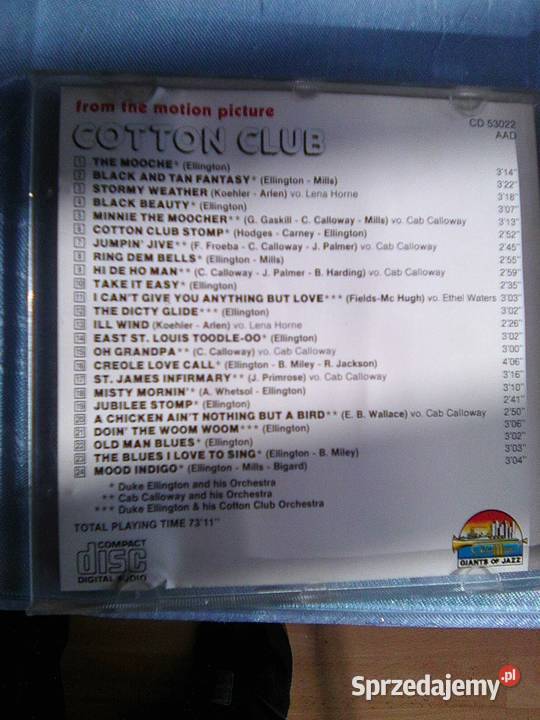 from the motion picture
COTTON CLUB
CD 53022
AAD
1 THE MOOCHE* (Ellington) 3'14"
2 BLACK AND TAN FANTASY* (Ellington - Mills) 3'22"
3 STORMY WEATHER (Koehler - Arlen) vo. Lena Horne 3'18"
4 BLACK BEAUTY* (Ellington) 3'07"
5 MINNIE THE MOOCHER** (G. Gaskill - C. Calloway - Mills) vo. Cab Calloway 3'13"
6 COTTON CLUB STOMP* (Hodges - Carney - Ellington) 2'52"
7 JUMPIN' JIVE** (F. Froeba - C. Calloway - J. Palmer) vo. Cab Calloway 2'45"
8 RING DEM BELLS* (Ellington - Mills) 2'55"
9 HI DE HO MAN** (C. Calloway - J. Palmer - B. Harding) vo. Cab Calloway 2'59"
10 TAKE IT EASY* (Ellington) 2'35"
11 I CAN'T GIVE YOU ANYTHING BUT LOVE*** (Fields-Mc Hugh) vo. Ethel Waters 3'03"
12 THE DICTY GLIDE*** (Ellington) 3'02"
13 ILL WIND (Koehler - Arlen) vo. Lena Horne 2'26"
14 EAST ST. LOUIS TOODLE-OO* (Ellington) 3'02"
15 OH GRANDPA** (C. Calloway) vo. Cab Calloway 3'00"
16 CREOLE LOVE CALL* (Ellington - B. Miley - R. Jackson) 4'06"
17 ST. JAMES INFIRMARY** (J. Primrose) vo. Cab Calloway 3'16"
18 MISTY MORNIN'* (A. Whetsol - Ellington) 3'10"
19 JUBILEE STOMP* (Ellington) 2'41"
20 A CHICKEN AIN'T NOTHING BUT A BIRD** (E. B. Wallace) vo. Cab Calloway 2'50"
21 DOIN' THE WOOM WOOM*** (Ellington) 3'06"
22 OLD MAN BLUES* (Ellington) 3'02"
23 THE BLUES I LOVE TO SING* (Ellington - B. Miley) 3'03"
24 MOOD INDIGO* (Ellington - Mills - Bigard) 3'04"
* Duke Ellington and his Orchestra
** Cab Calloway and his Orchestra
*** Duke Ellington & his Cotton Club Orchestra
TOTAL PLAYING TIME 73'11"
COMPACT
disc
DIGITAL AUDIO
GIANTS OF JAZZ
Sprzedajemy.pl